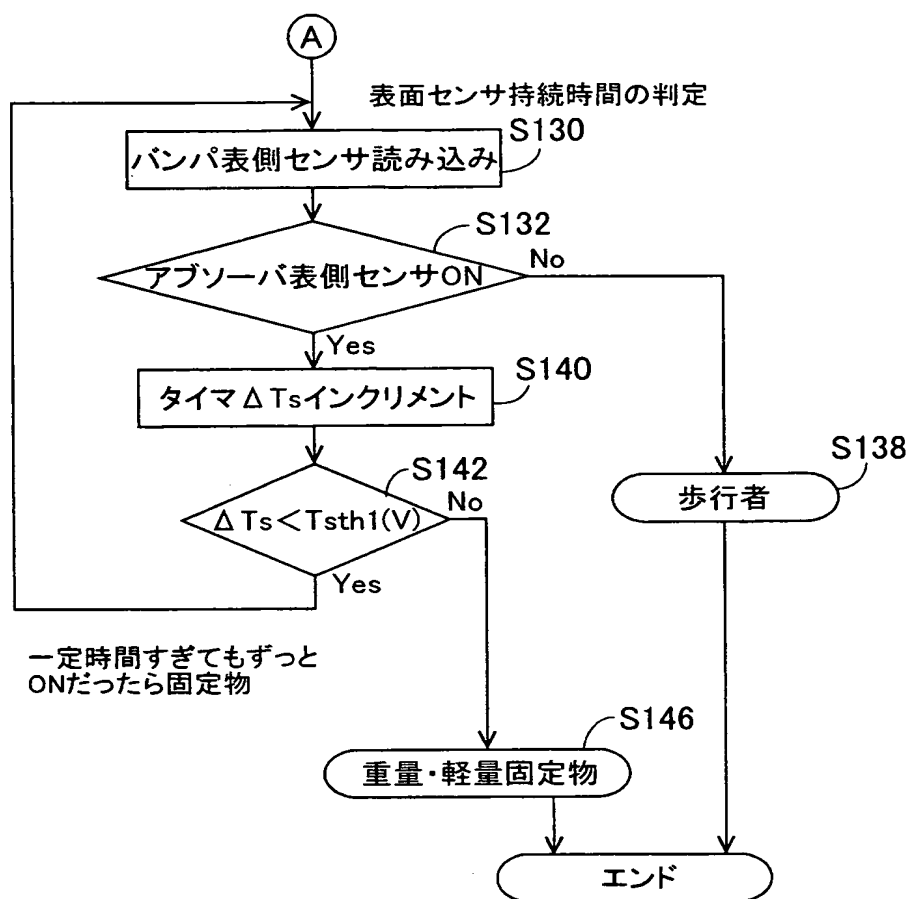 A
表面センサ持続時間の判定
S130
バンパ表側センサ読み込み
S132
アブソーバ表側センサON
No
Yes
S140
タイマΔTsインクリメント
S142
ΔTs<Tsth1(V)
No
Yes
S138
歩行者
一定時間すぎてもずっと
ONだったら固定物
S146
重量・軽量固定物
エンド